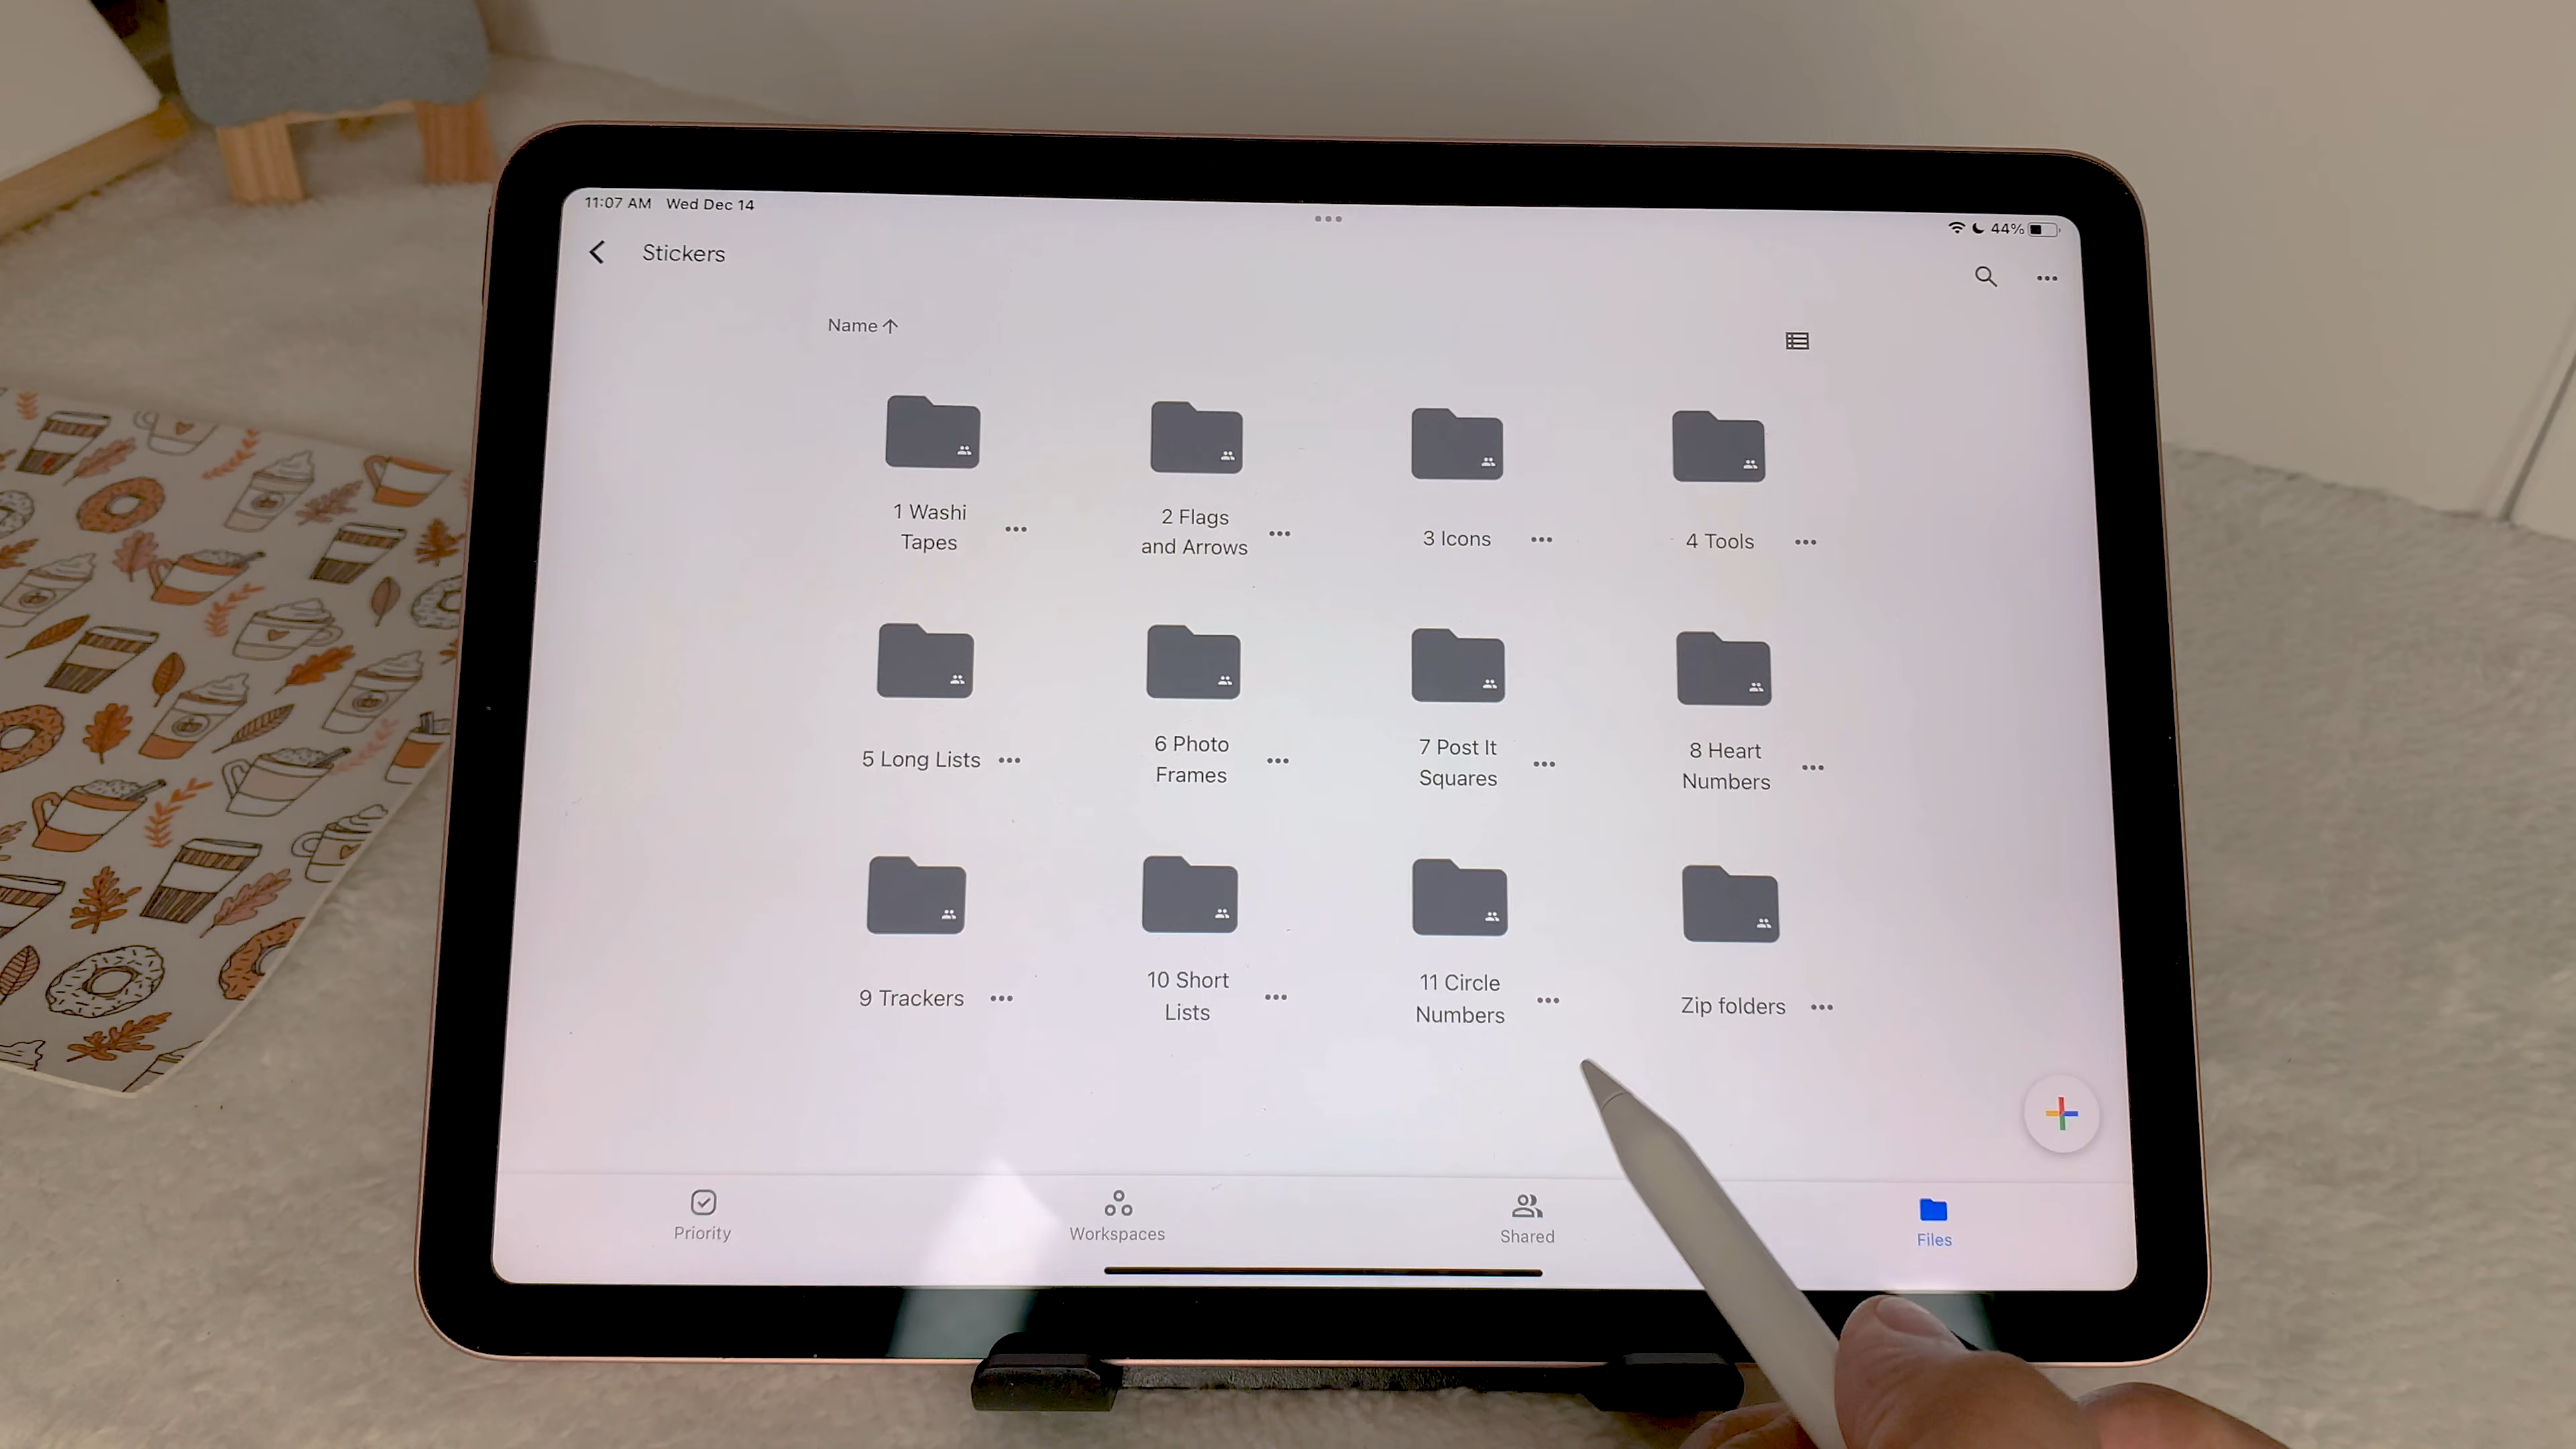 11:07 AM Wed Dec 14
44%
Stickers
Name
1 Washi
Tapes
2 Flags
and Arrows
3 Icons
4 Tools
5 Long Lists
6 Photo
Frames
7 Post It
Squares
8 Heart
Numbers
9 Trackers
10 Short
Lists
11 Circle
Numbers
Zip folders
Priority
Workspaces
Shared
Files